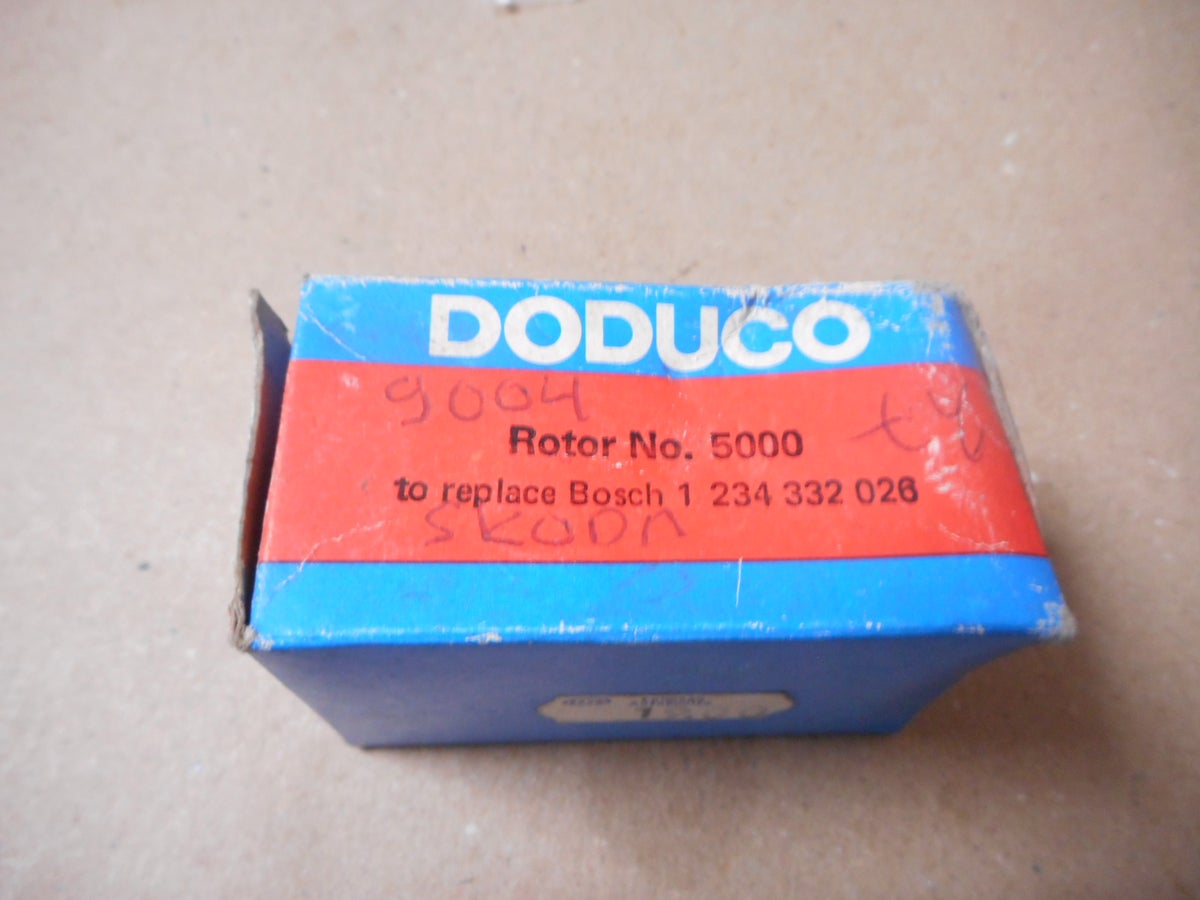 DODUCO
9004
Rotor No. 5000
to replace Bosch 1 234 332 026
SKODA